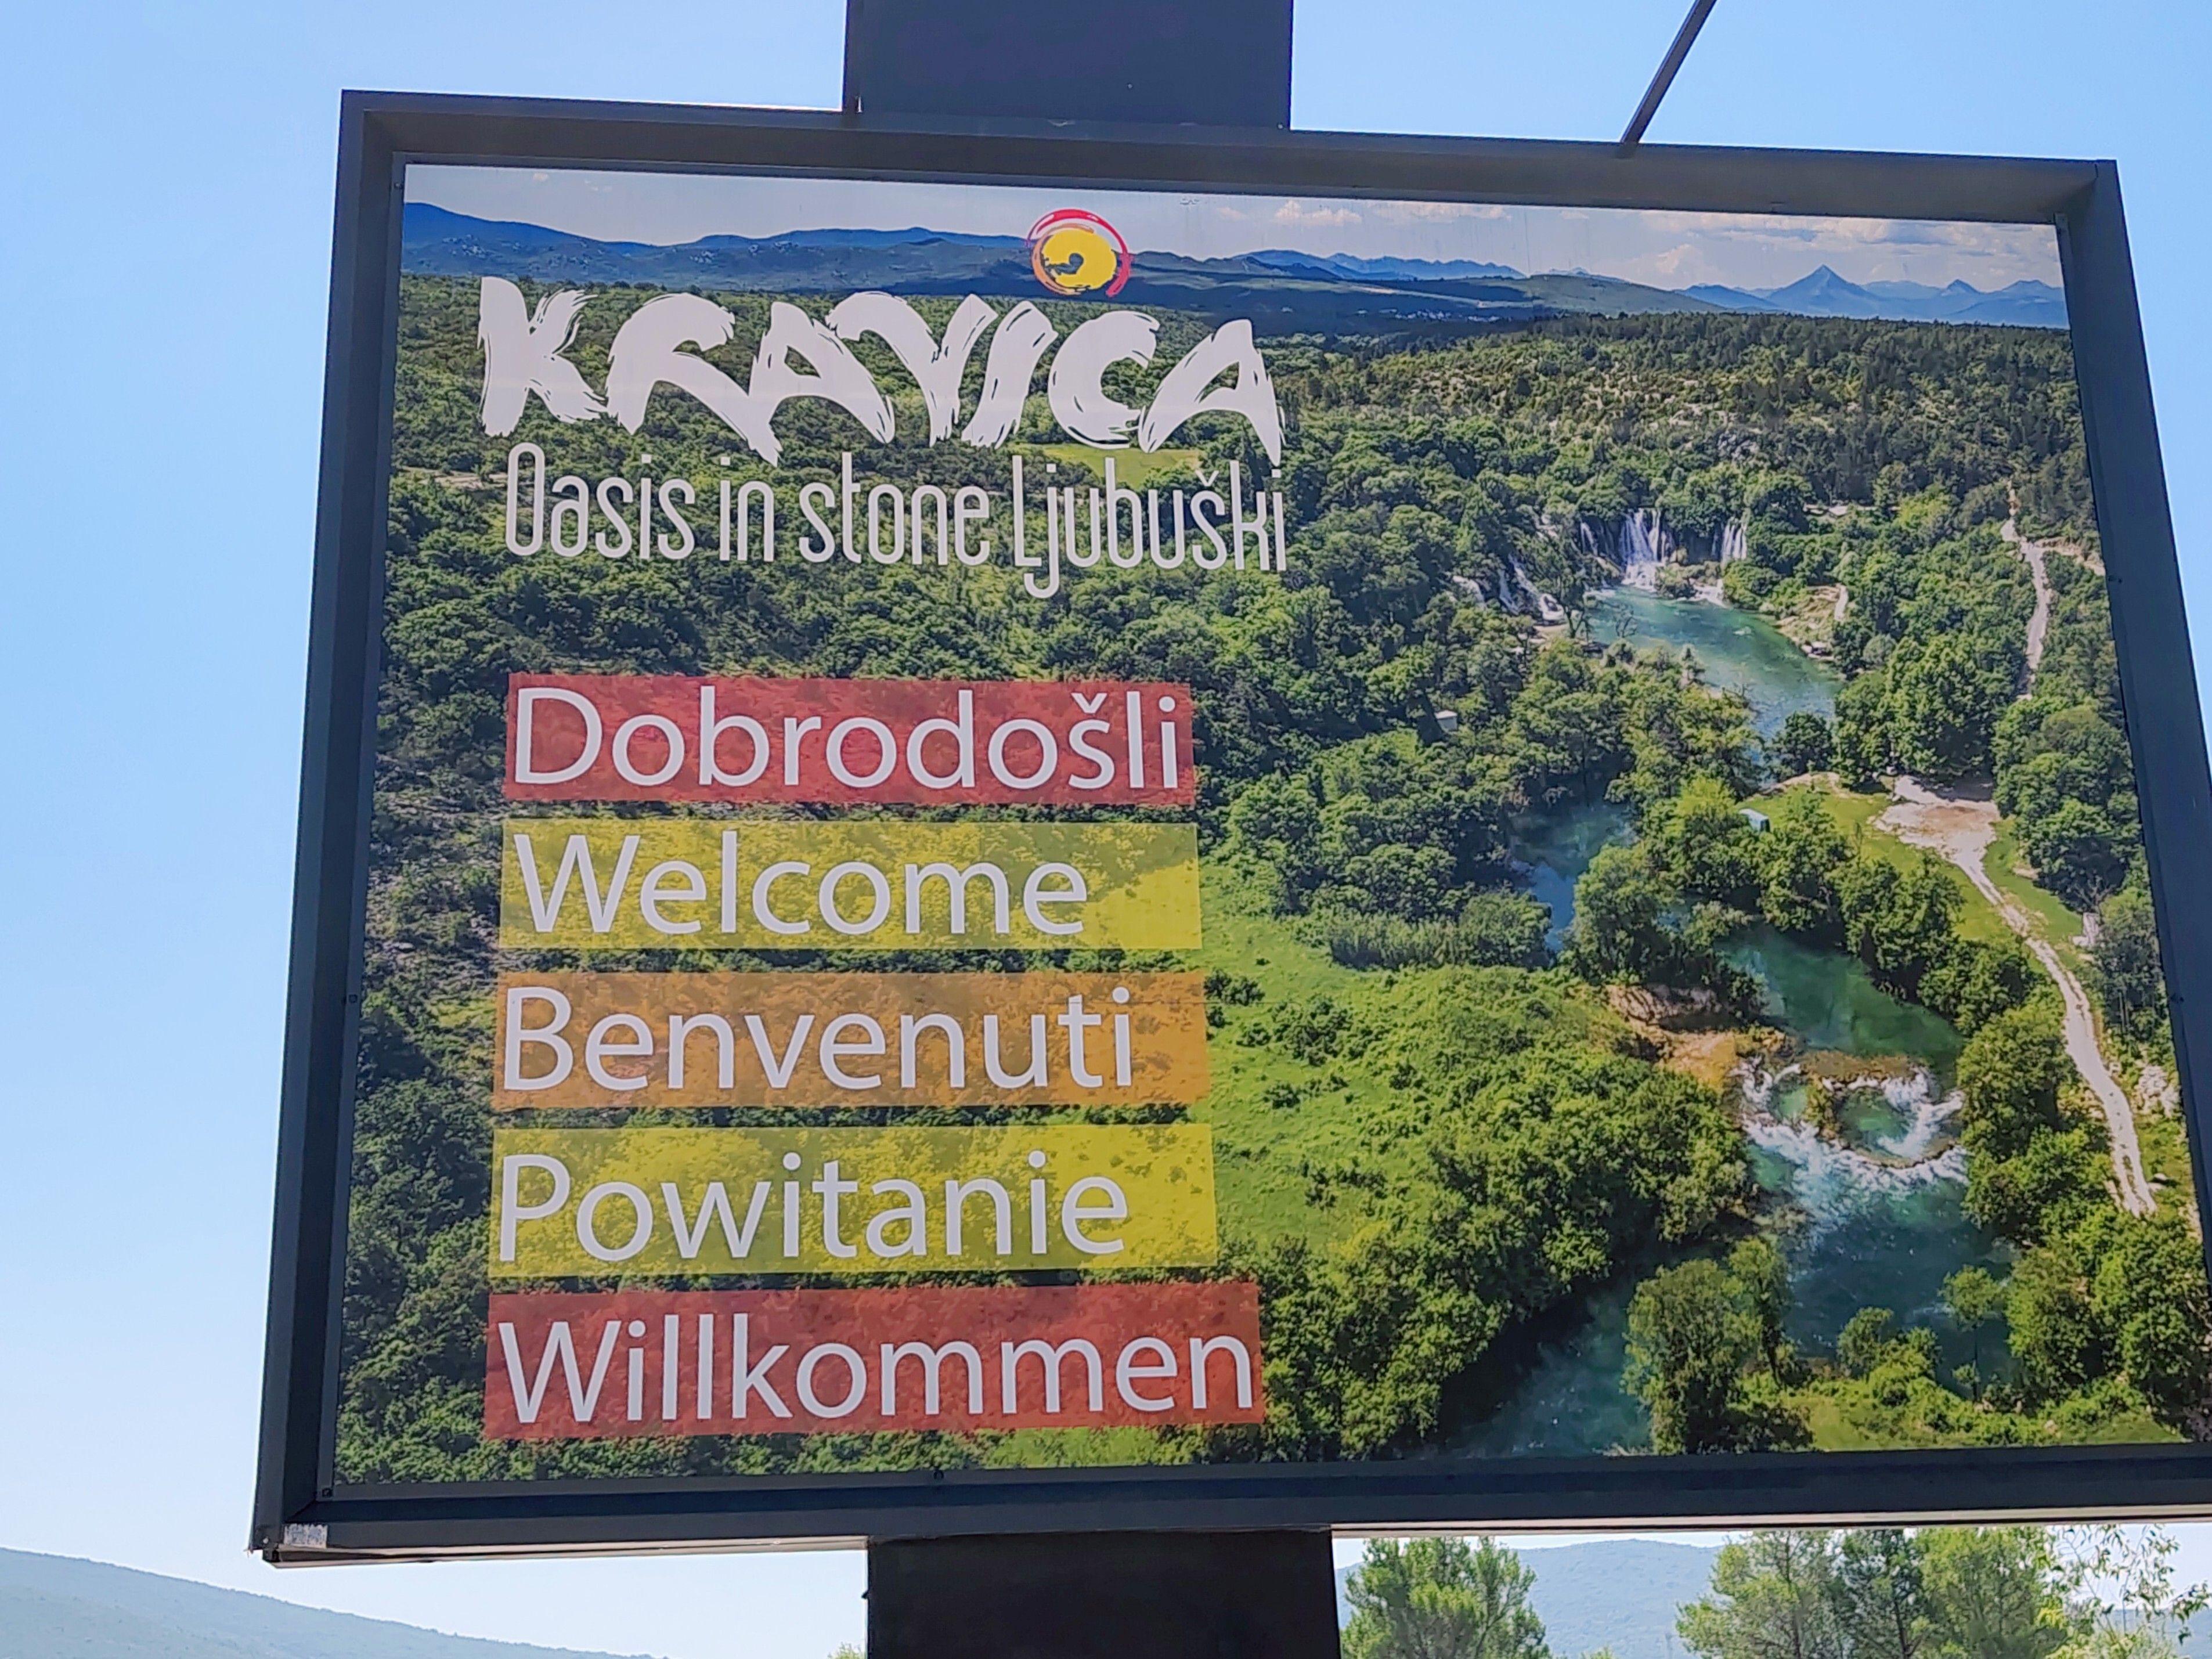 KRAVICA
Oasis in stone Ljubuški
Dobrodošli
Welcome
Benvenuti
Powitanie
Willkommen